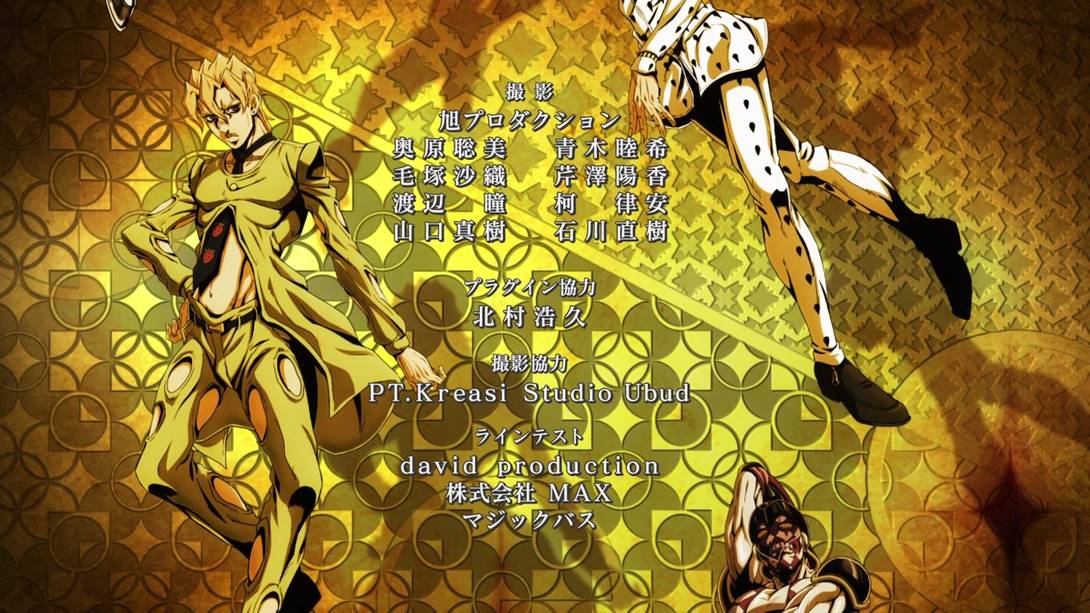 撮影
旭プロダクション
奥原聡美 青木睦希
毛塚沙織 芹澤陽香
渡辺 瞳 柯 律安
山口真樹 石川直樹
プラグイン協力
北村浩久
撮影協力
PT.Kreasi Studio Ubud
ラインテスト
david production
株式会社 MAX
マジックバス